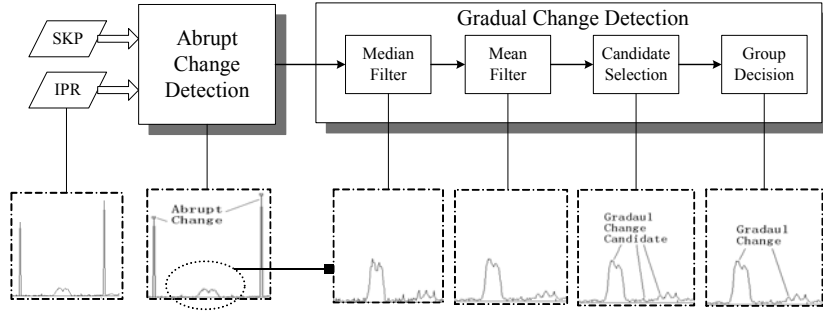 Gradual Change Detection
SKP
IPR
Abrupt
Change
Detection
Median
Filter
Mean
Filter
Candidate
Selection
Group
Decision
Abrupt
Change
Gradaul
Change
Candidate
Gradaul
Change